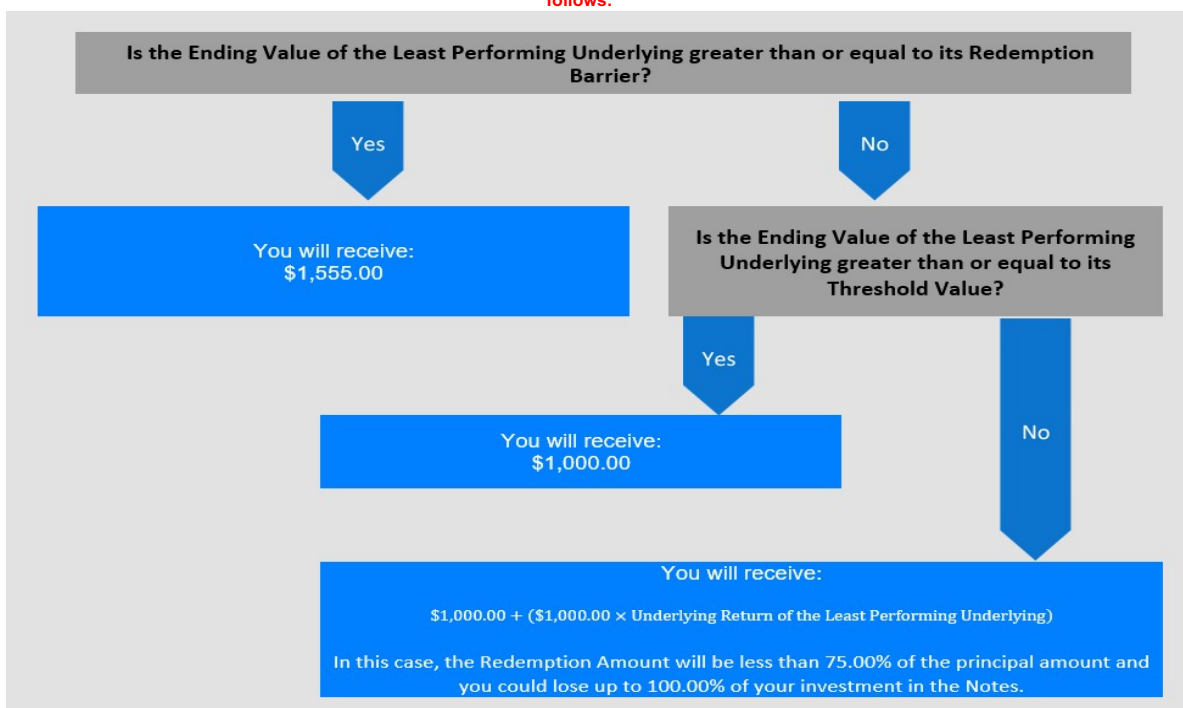 follows:
Is the Ending Value of the Least Performing Underlying greater than or equal to its Redemption
Barrier?
Yes
No
You will receive:
$1,555.00
Is the Ending Value of the Least Performing
Underlying greater than or equal to its
Threshold Value?
Yes
No
You will receive:
$1,000.00
You will receive:
$1,000.00 + ($1,000.00 × Underlying Return of the Least Performing Underlying)
In this case, the Redemption Amount will be less than 75.00% of the principal amount and
you could lose up to 100.00% of your investment in the Notes.